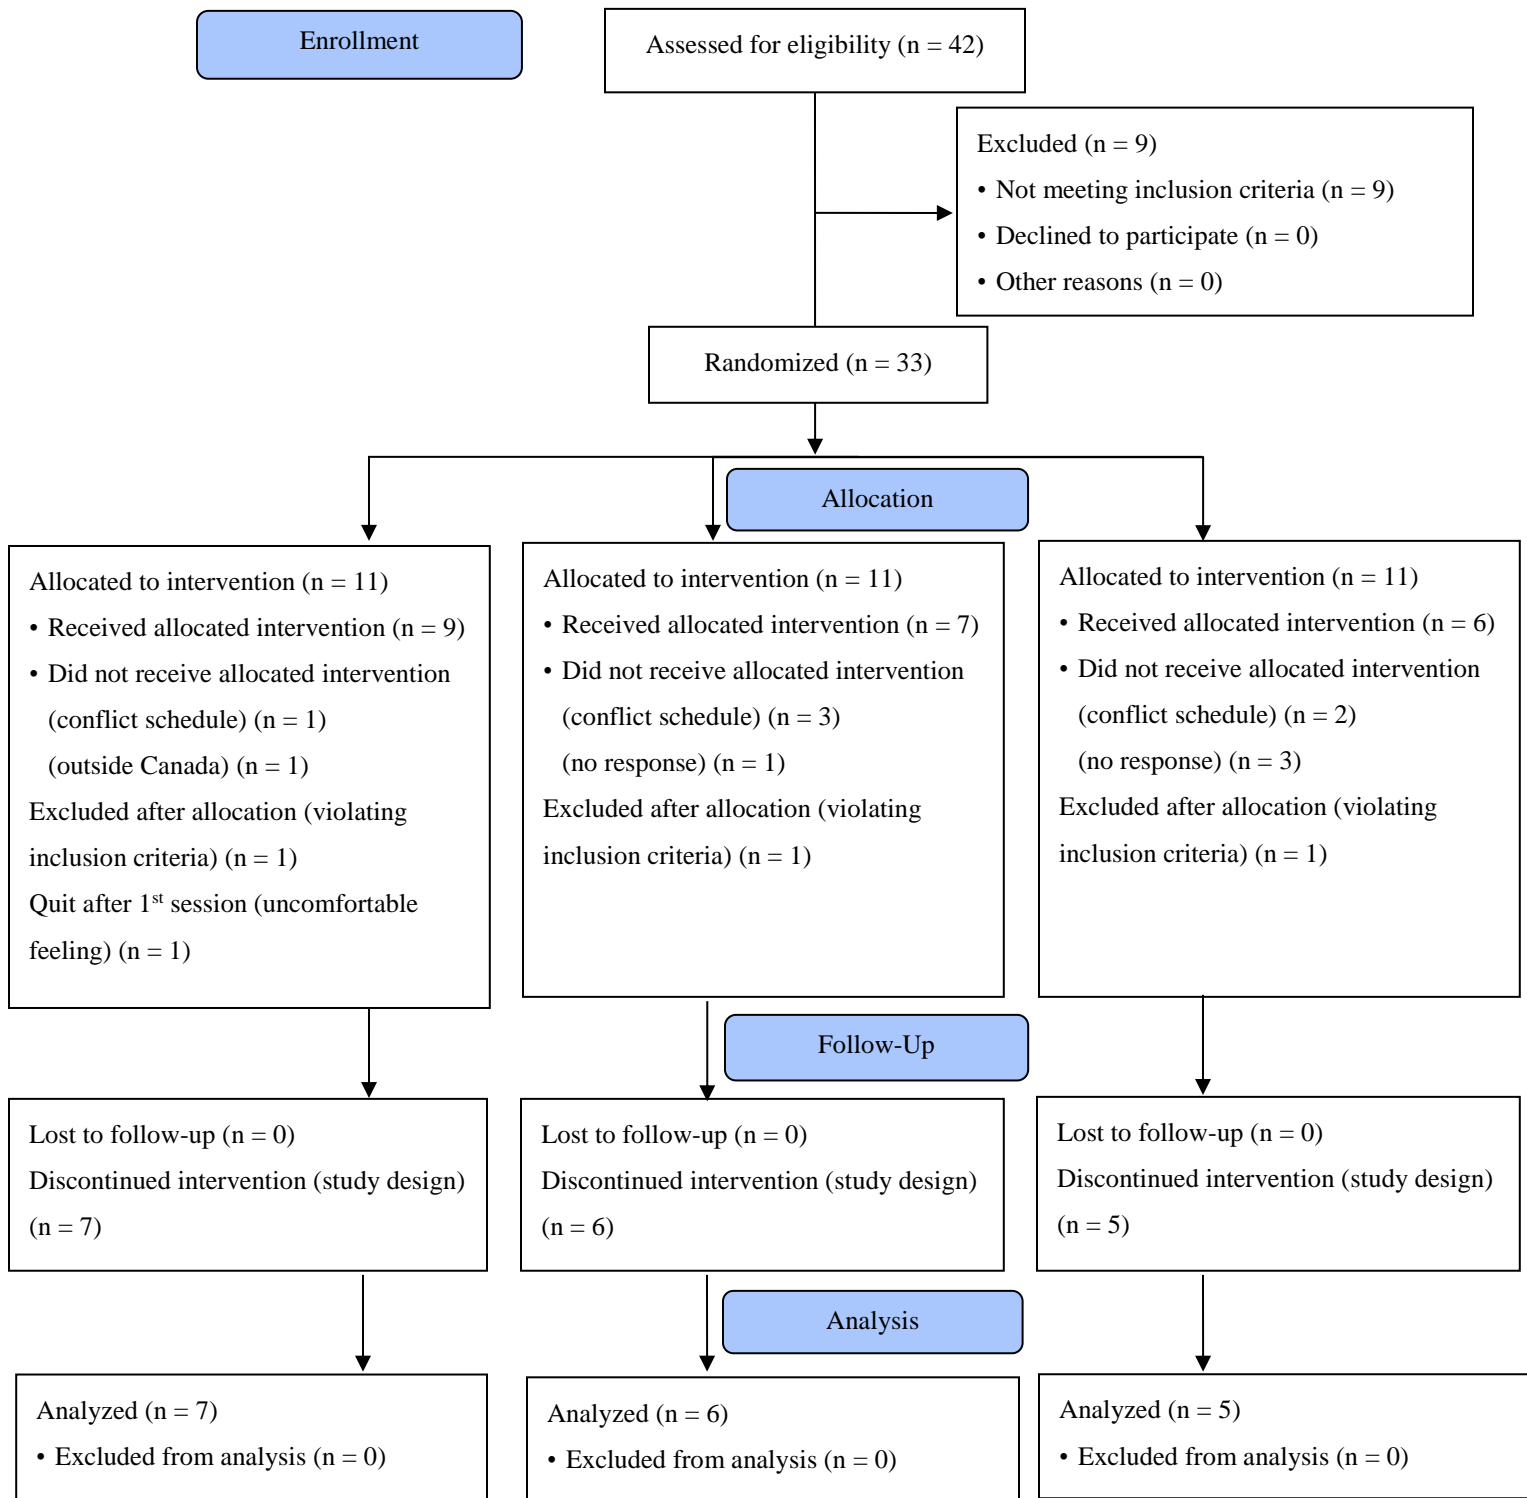 Enrollment
Assessed for eligibility (n = 42)
Excluded (n = 9)
• Not meeting inclusion criteria (n = 9)
• Declined to participate (n = 0)
• Other reasons (n = 0)
Randomized (n = 33)
Allocation
Allocated to intervention (n = 11)
• Received allocated intervention (n = 9)
• Did not receive allocated intervention
(conflict schedule) (n = 1)
(outside Canada) (n = 1)
Excluded after allocation (violating
inclusion criteria) (n = 1)
Quit after 1st session (uncomfortable
feeling) (n = 1)
Allocated to intervention (n = 11)
• Received allocated intervention (n = 7)
• Did not receive allocated intervention
(conflict schedule) (n = 3)
(no response) (n = 1)
Excluded after allocation (violating
inclusion criteria) (n = 1)
Allocated to intervention (n = 11)
• Received allocated intervention (n = 6)
• Did not receive allocated intervention
(conflict schedule) (n = 2)
(no response) (n = 3)
Excluded after allocation (violating
inclusion criteria) (n = 1)
Follow-Up
Lost to follow-up (n = 0)
Discontinued intervention (study design)
(n = 7)
Lost to follow-up (n = 0)
Discontinued intervention (study design)
(n = 6)
Lost to follow-up (n = 0)
Discontinued intervention (study design)
(n = 5)
Analysis
Analyzed (n = 7)
• Excluded from analysis (n = 0)
Analyzed (n = 6)
• Excluded from analysis (n = 0)
Analyzed (n = 5)
• Excluded from analysis (n = 0)